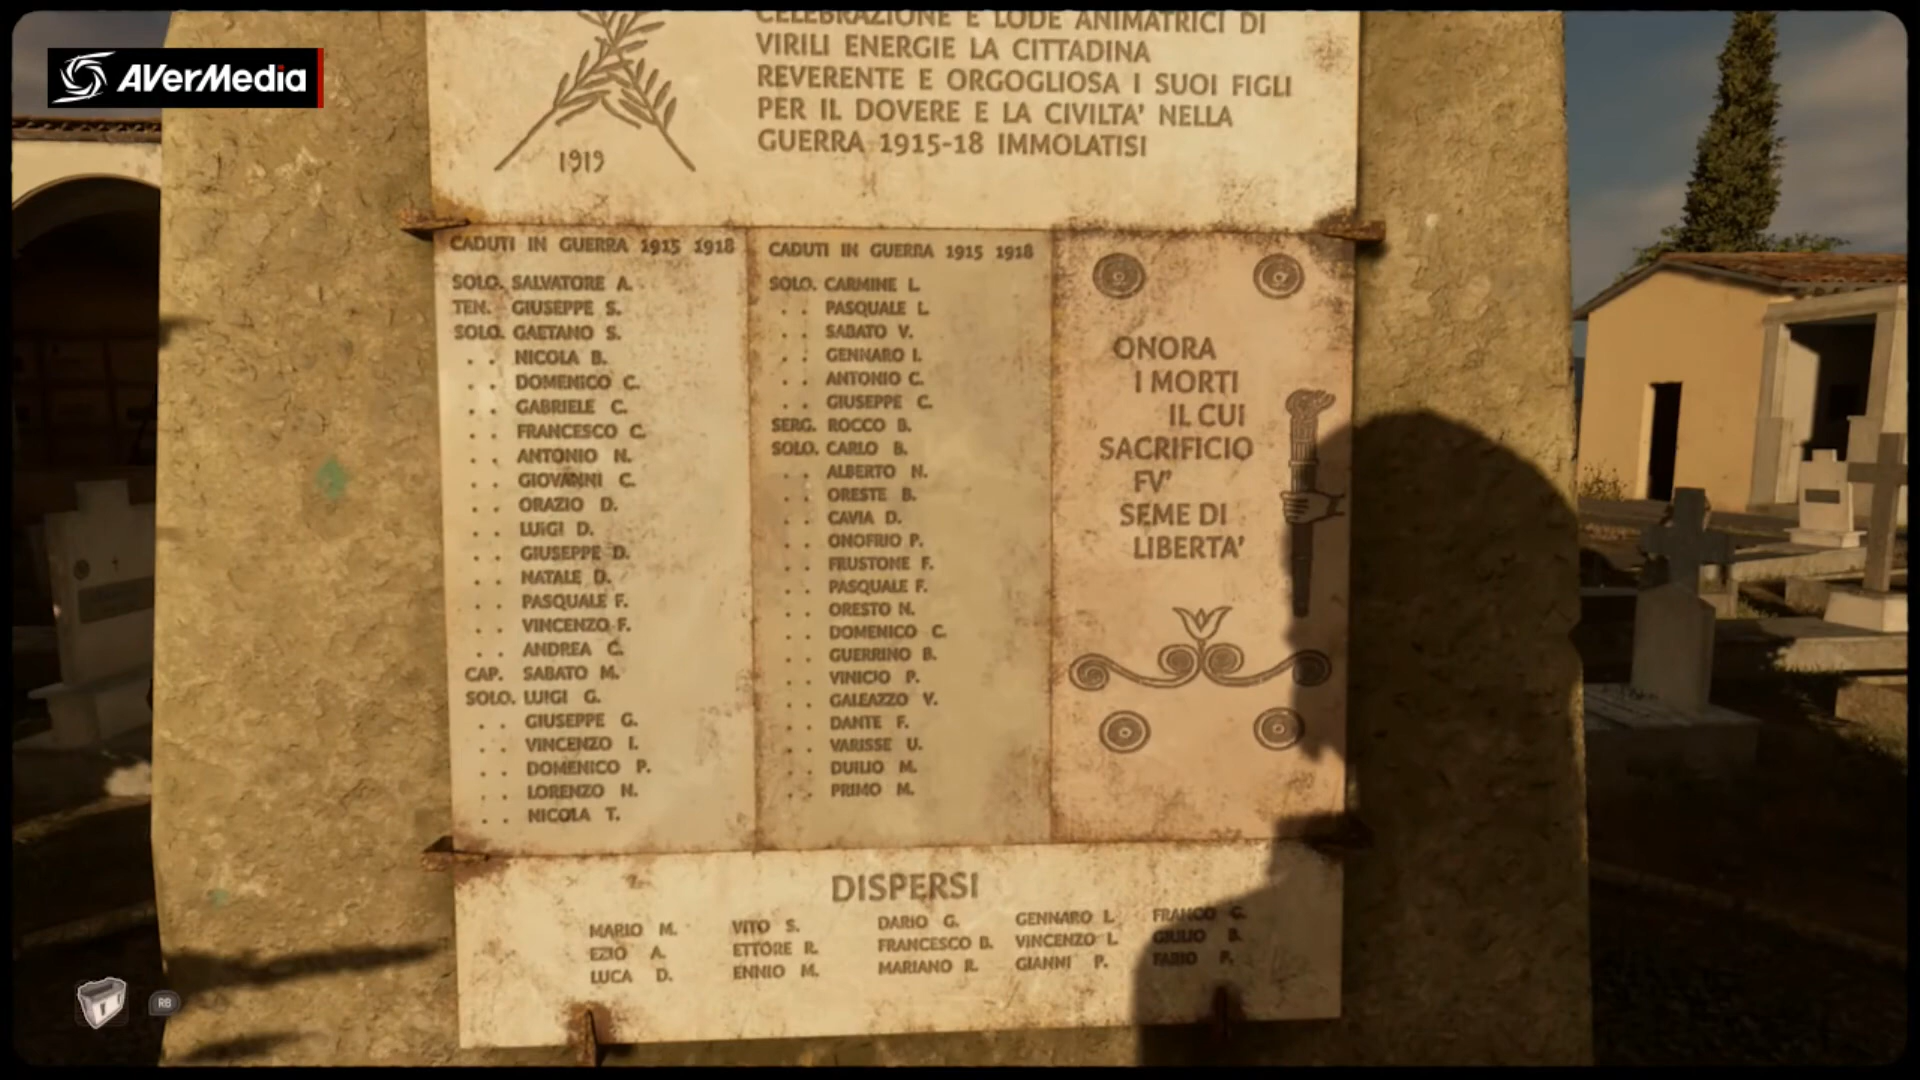 AVerMedia
CELEBRAZIONE E LODE ANIMATRICI DI
VIRILI ENERGIE LA CITTADINA
REVERENTE E ORGOGLIOSA I SUOI FIGLI
PER IL DOVERE E LA CIVILTA' NELLA
GUERRA 1915-18 IMMOLATISI
1919
CADUTI IN GUERRA 1915 1918
SOLO. SALVATORE A.
TEN. GIUSEPPE S.
SOLO. GAETANO S.
. . NICOLA B.
. . DOMENICO C.
. . GABRIELE C.
. . FRANCESCO C.
. . ANTONIO N.
. . GIOVANNI C.
. . ORAZIO D.
. . LUIGI D.
. . GIUSEPPE D.
. . NATALE D.
. . PASQUALE F.
. . VINCENZO F.
. . ANDREA C.
CAP. SABATO M.
SOLO. LUIGI G.
. . GIUSEPPE G.
. . VINCENZO I.
. . DOMENICO P.
. . LORENZO N.
. . NICOLA T.
CADUTI IN GUERRA 1915 1918
SOLO. CARMINE L.
. . PASQUALE L.
. . SABATO V.
. . GENNARO I.
. . ANTONIO C.
. . GIUSEPPE C.
SERG. ROCCO B.
SOLO. CARLO B.
. . ALBERTO N.
. . ORESTE B.
. . CAVIA D.
. . ONOFRIO P.
. . FRUSTONE F.
. . PASQUALE F.
. . ORESTO N.
. . DOMENICO C.
. . GUERRINO B.
. . VINICIO P.
. . GALEAZZO V.
. . DANTE F.
. . VARISSE U.
. . DUILIO M.
. . PRIMO M.
ONORA
I MORTI
IL CUI
SACRIFICIO
FV'
SEME DI
LIBERTA'
DISPERSI
MARIO M. VITO S. DARIO G. GENNARO L. FRANCO G.
EZIO A. ETTORE R. FRANCESCO B. VINCENZO L. GIULIO B.
LUCA D. ENNIO M. MARIANO R. GIANNI P. FABIO P.
RB